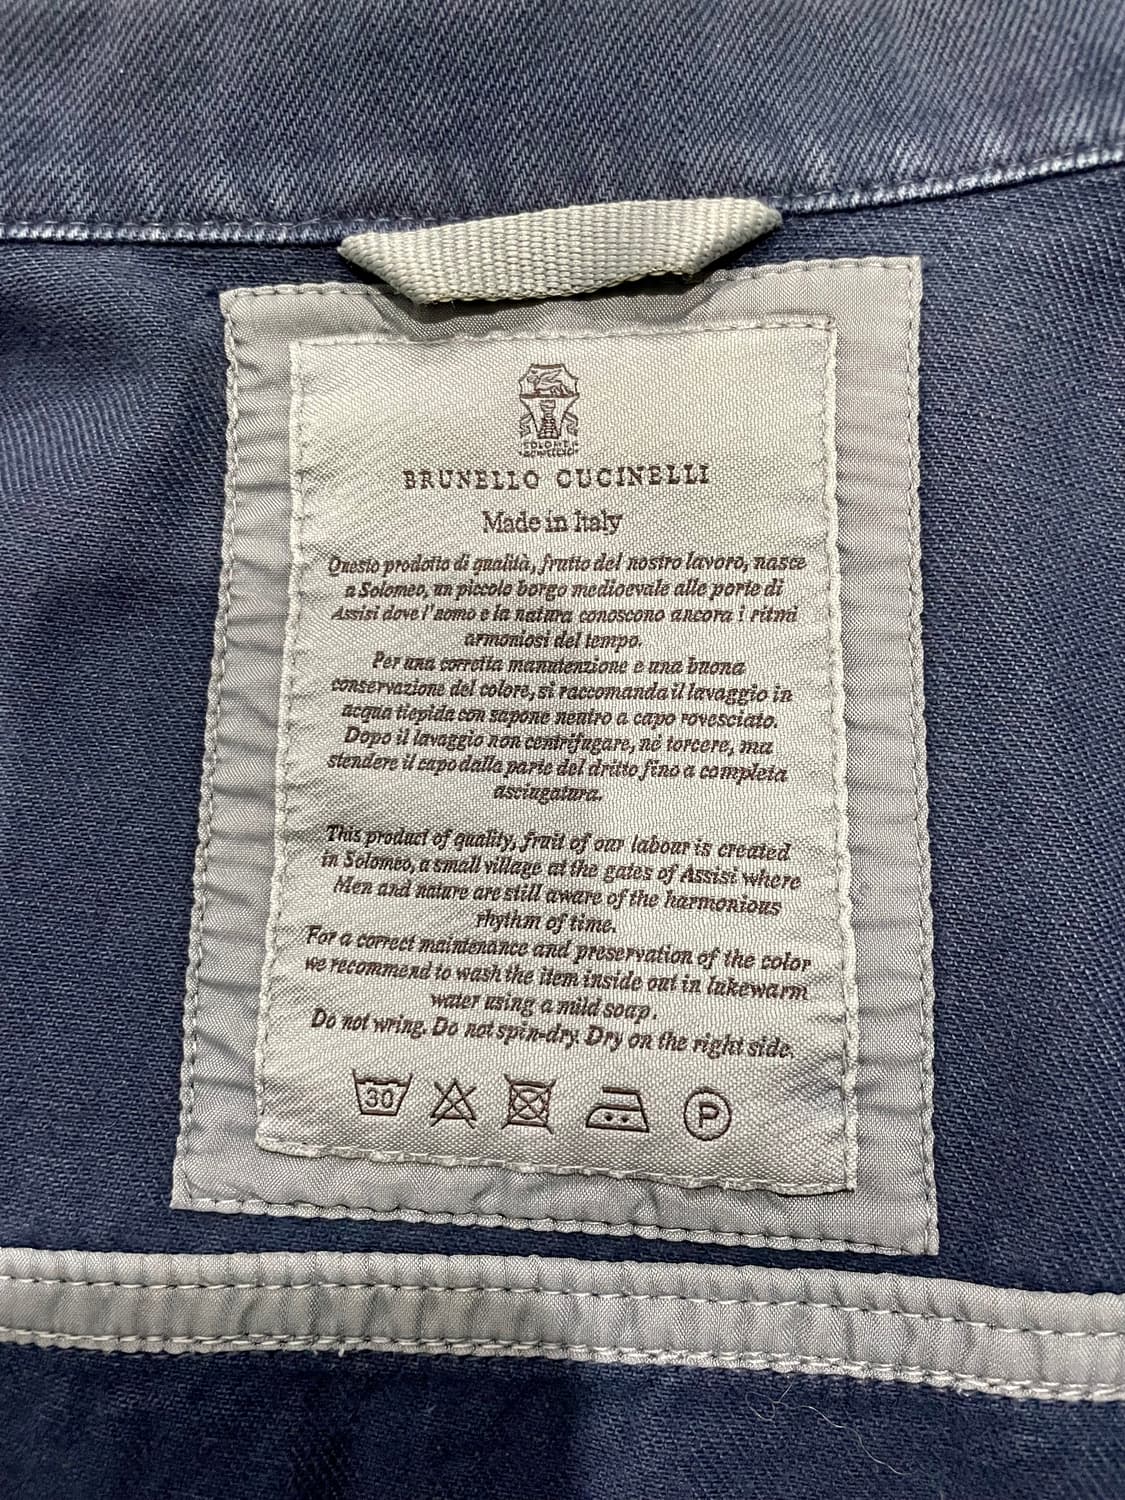 BRUNELLO CUCINELLI
Made in Italy
Questo prodotto di qualità, frutto del nostro lavoro, nasce
a Solomeo, un piccolo borgo medioevale alle porte di
Assisi dove l'uomo e la natura conoscono ancora i ritmi
armoniosi del tempo.
Per una corretta manutenzione e una buona
conservazione del colore, si raccomanda il lavaggio in
acqua tiepida con sapone neutro a capo rovesciato.
Dopo il lavaggio non centrifugare, né torcere, ma
stendere il capo dalla parte del dritto fino a completa
asciugatura.
This product of quality, fruit of our labour is created
in Solomeo, a small village at the gates of Assisi where
Men and nature are still aware of the harmonious
rhythm of time.
For a correct maintenance and preservation of the color
we recommend to wash the item inside out in lukewarm
water using a mild soap.
Do not wring. Do not spin-dry. Dry on the right side.
30 P